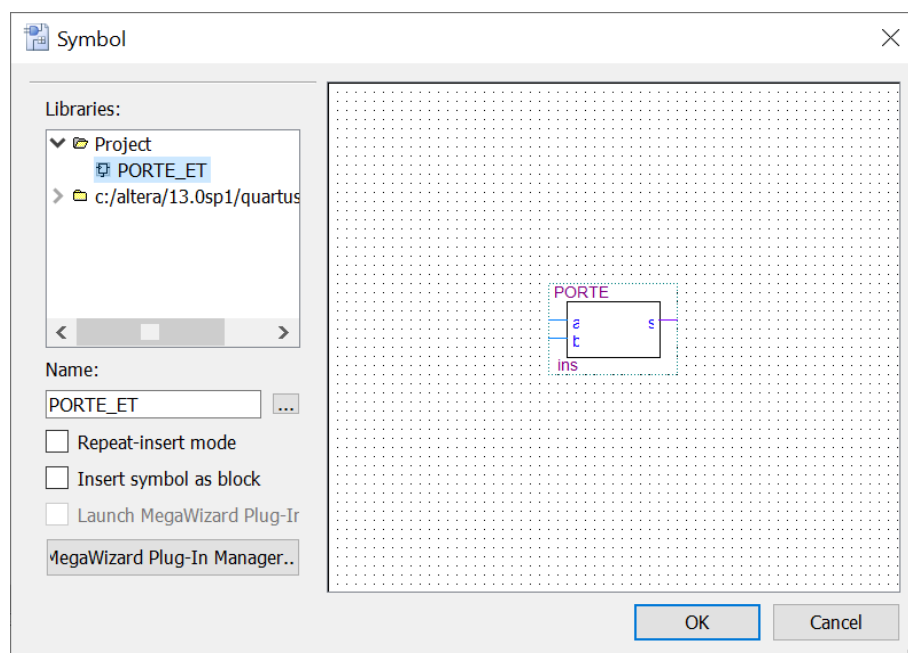 Symbol
Libraries:
Project
PORTE_ET
c:/altera/13.0sp1/quartus
Name:
PORTE_ET
...
Repeat-insert mode
Insert symbol as block
Launch MegaWizard Plug-In
MegaWizard Plug-In Manager..
OK
Cancel
PORTE
a s
b
ins